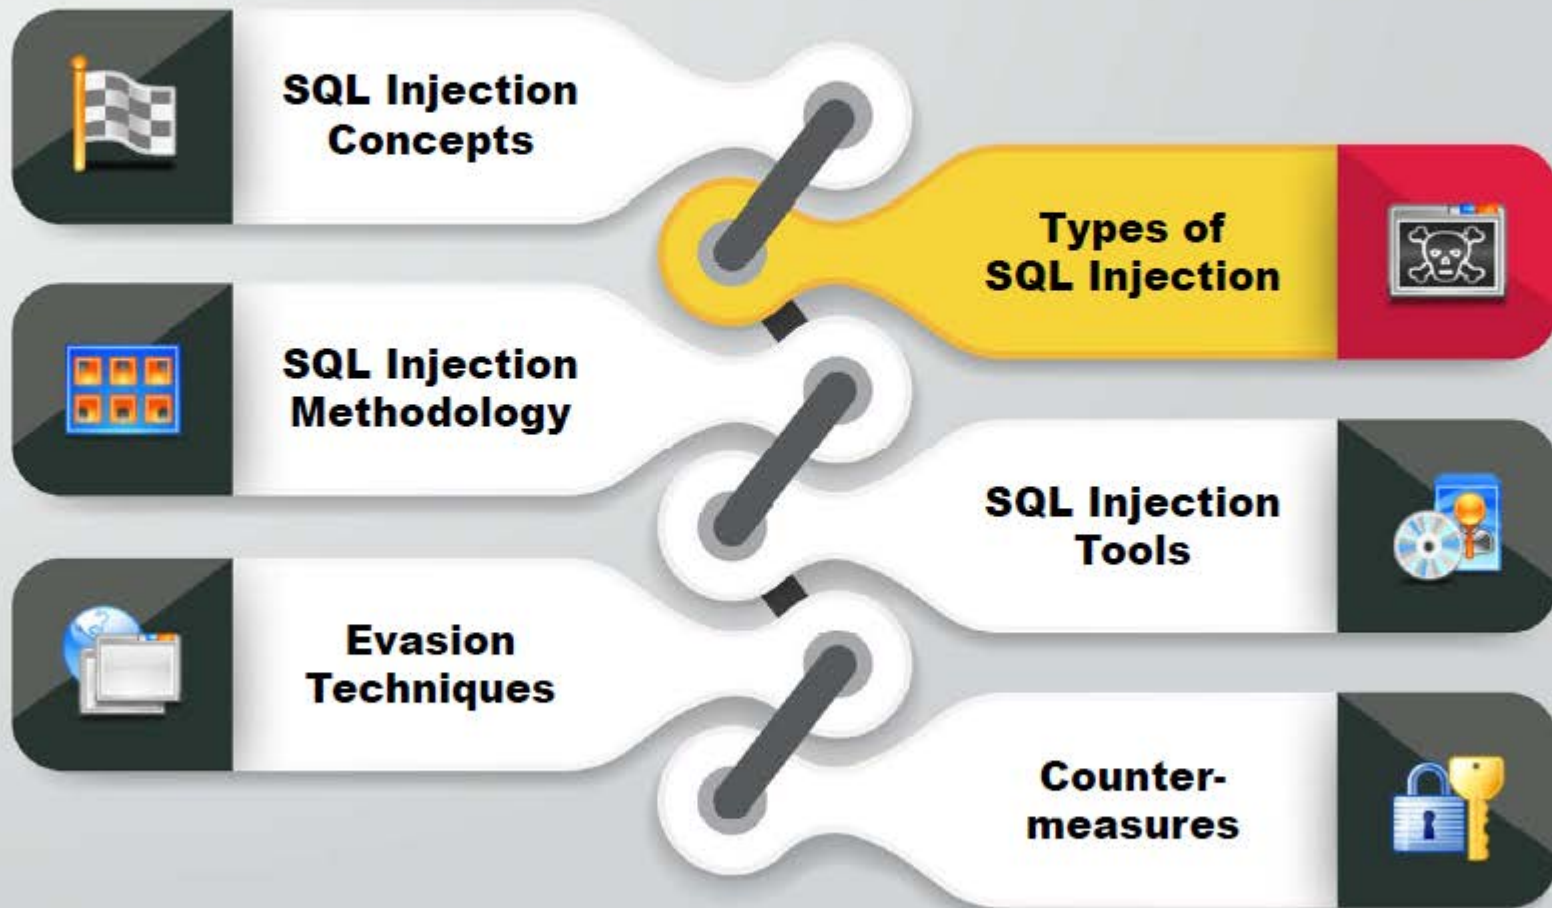 SQL Injection
Concepts
Types of
SQL Injection
SQL Injection
Methodology
SQL Injection
Tools
Evasion
Techniques
Counter-
measures